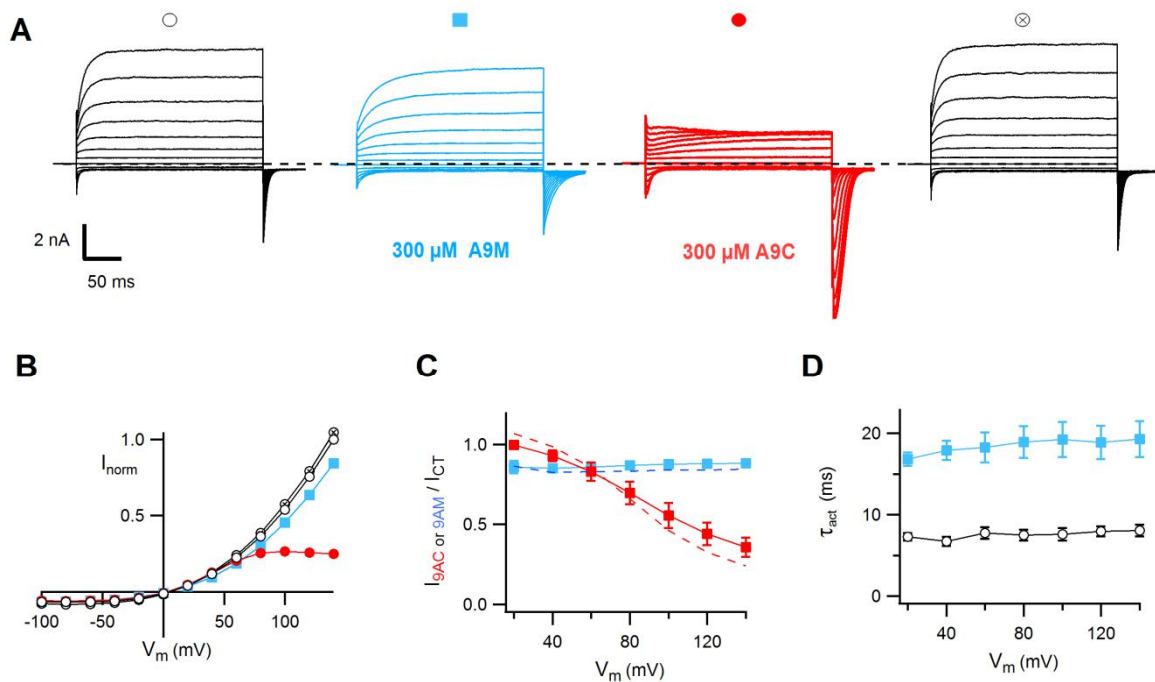 A
2 nA
50 ms
300 µM A9M
300 µM A9C
B
C
D
1.0
I norm
0.5
-100 -50 50 100
Vm (mV)
I9AC or 9AM / ICT
1.0
0.5
0.0
40 80 120
Vm (mV)
τact (ms)
20
10
0
40 80 120
Vm (mV)